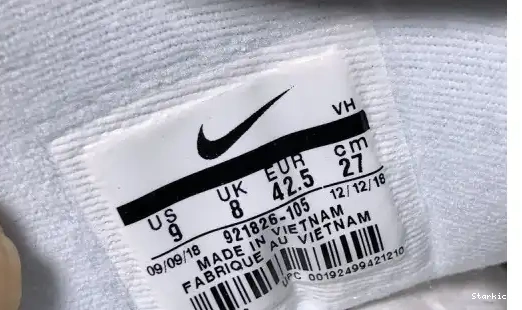 VH
US UK EUR cm
9 8 42.5 27
09/09/18 921826-105 12/12/18
MADE IN VIETNAM
FABRIQUE AU VIETNAM
UPC 00192499421210
Starkic